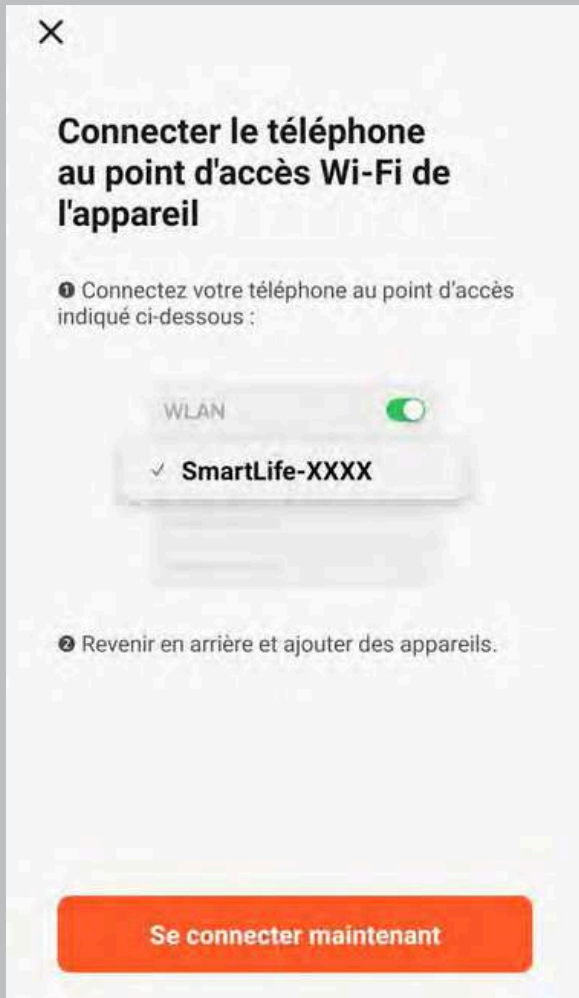 Connecter le téléphone
au point d'accès Wi-Fi de
l'appareil
❶ Connectez votre téléphone au point d'accès
indiqué ci-dessous :
WLAN
SmartLife-XXXX
❷ Revenir en arrière et ajouter des appareils.
Se connecter maintenant